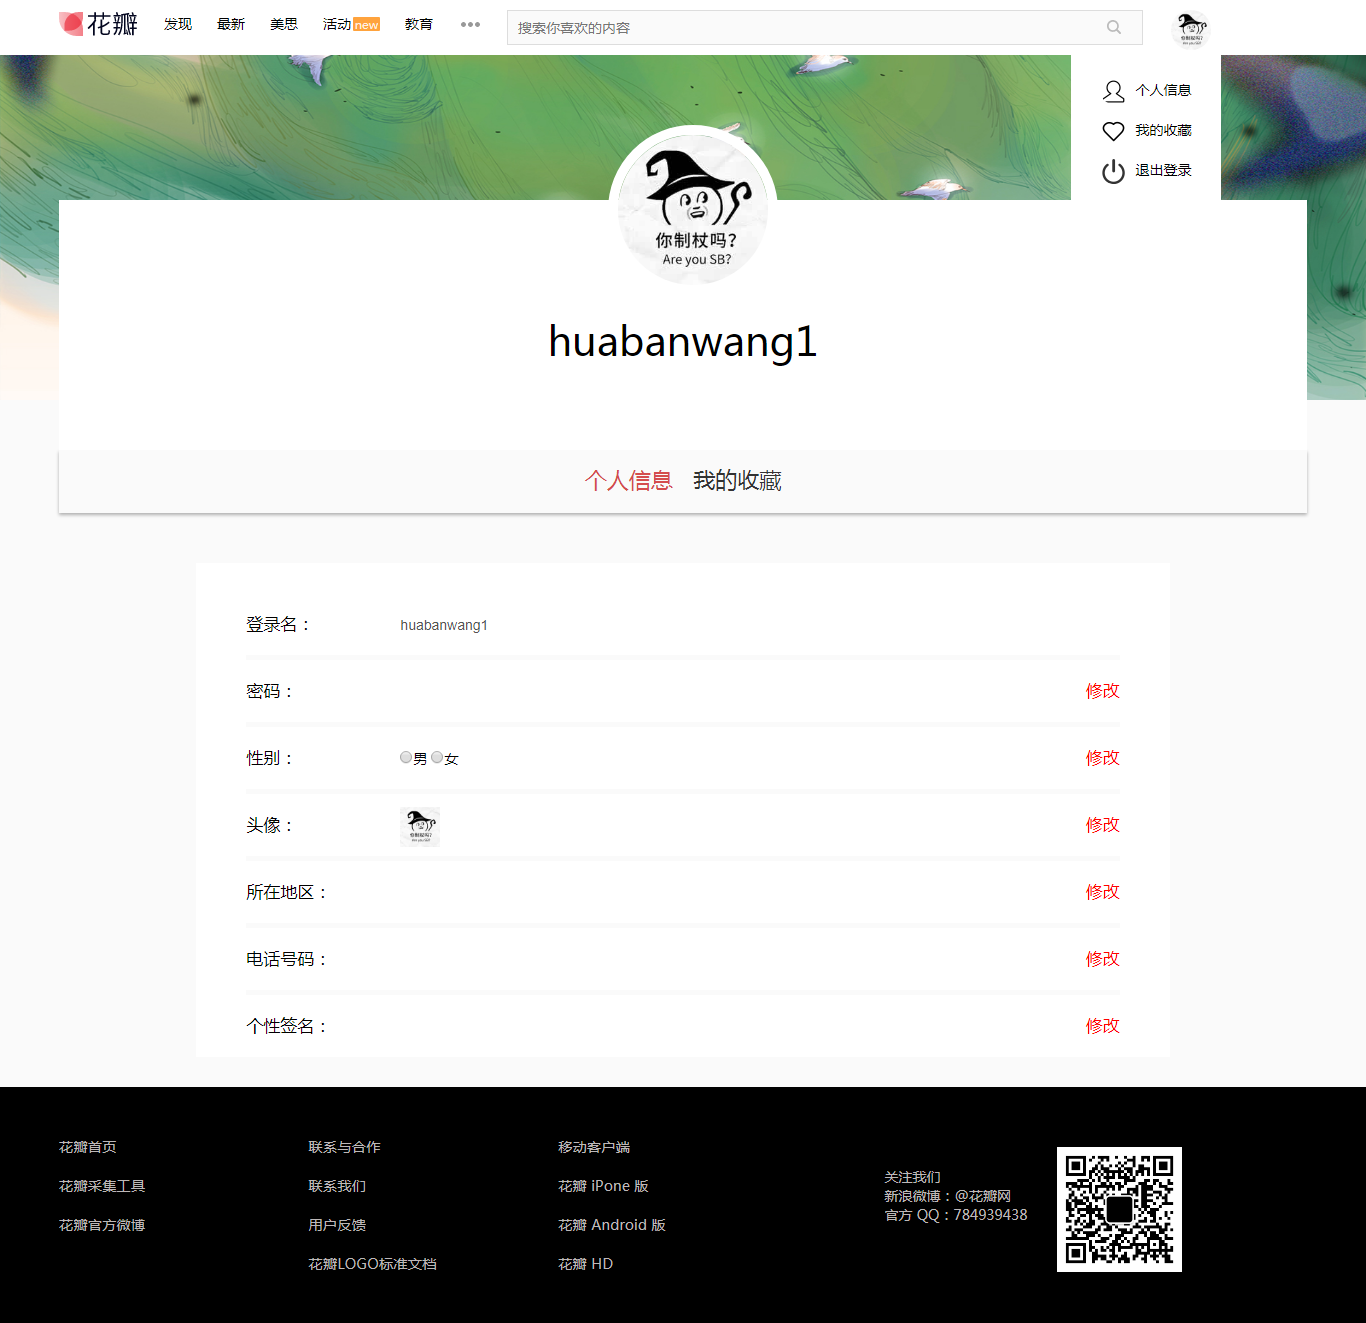 花瓣 发现 最新 美思 活动 new 教育 ••• 搜索你喜欢的内容
个人信息
我的收藏
退出登录
你制杖吗?
Are you SB?
huabanwang1
个人信息 我的收藏
登录名： huabanwang1
密码： 修改
性别： 男 女 修改
头像： 修改
所在地区： 修改
电话号码： 修改
个性签名： 修改
花瓣首页
花瓣采集工具
花瓣官方微博
联系与合作
联系我们
用户反馈
花瓣LOGO标准文档
移动客户端
花瓣 iPone 版
花瓣 Android 版
花瓣 HD
关注我们
新浪微博：@花瓣网
官方 QQ：784939438